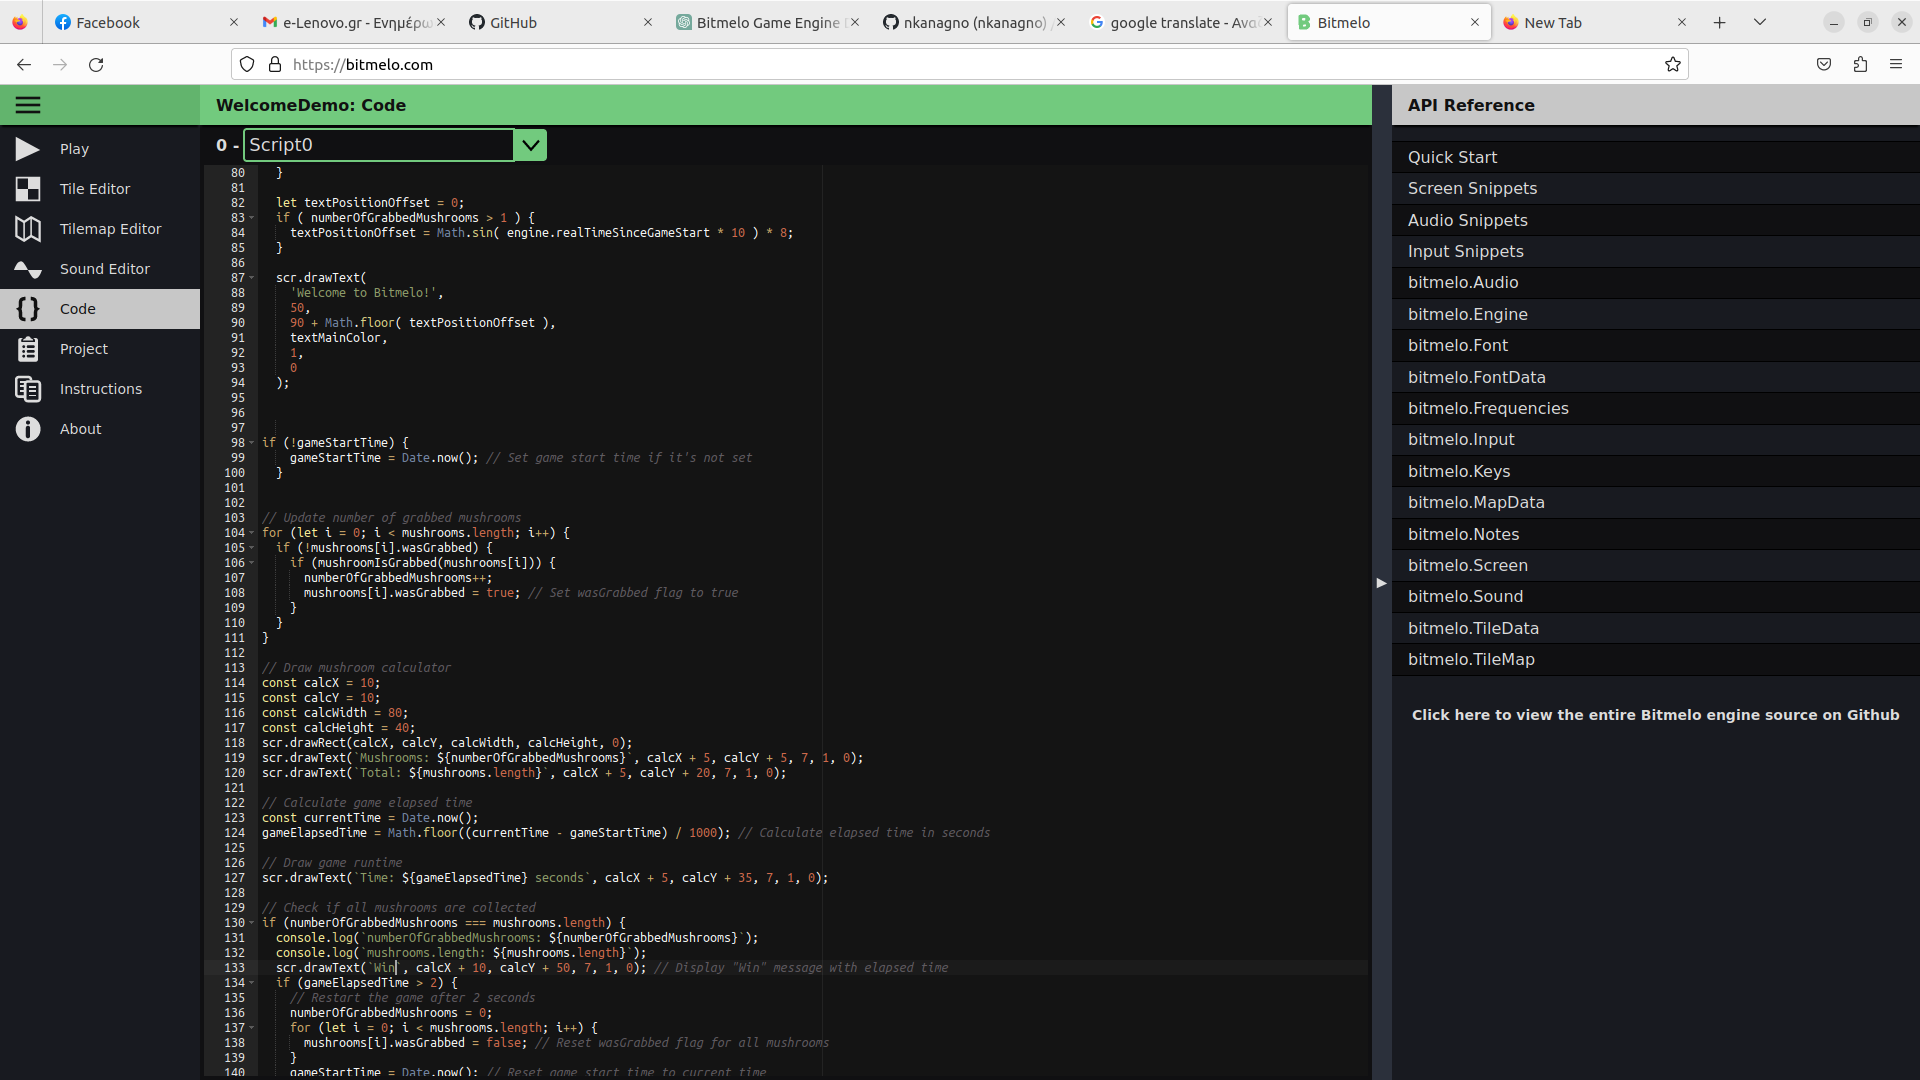 Facebook
e-Lenovo.gr - Ενημέρω
GitHub
Bitmelo Game Engine
nkanagno (nkanagno)
google translate - Ανα
Bitmelo
New Tab
https://bitmelo.com
WelcomeDemo: Code
API Reference
Play
Tile Editor
Tilemap Editor
Sound Editor
Code
Project
Instructions
About
0 - Script0
80 }
81
82 let textPositionOffset = 0;
83 if ( numberOfGrabbedMushrooms > 1 ) {
84 textPositionOffset = Math.sin( engine.realTimeSinceGameStart * 10 ) * 8;
85 }
86
87 scr.drawText(
88 'Welcome to Bitmelo!',
89 50,
90 90 + Math.floor( textPositionOffset ),
91 textMainColor,
92 1,
93 0
94 );
95
96
97
98 if (!gameStartTime) {
99 gameStartTime = Date.now(); // Set game start time if it's not set
100 }
101
102
103 // Update number of grabbed mushrooms
104 for (let i = 0; i < mushrooms.length; i++) {
105 if (!mushrooms[i].wasGrabbed) {
106 if (mushroomIsGrabbed(mushrooms[i])) {
107 numberOfGrabbedMushrooms++;
108 mushrooms[i].wasGrabbed = true; // Set wasGrabbed flag to true
109 }
110 }
111 }
112
113 // Draw mushroom calculator
114 const calcX = 10;
115 const calcY = 10;
116 const calcWidth = 80;
117 const calcHeight = 40;
118 scr.drawRect(calcX, calcY, calcWidth, calcHeight, 0);
119 scr.drawText(`Mushrooms: ${numberOfGrabbedMushrooms}`, calcX + 5, calcY + 5, 7, 1, 0);
120 scr.drawText(`Total: ${mushrooms.length}`, calcX + 5, calcY + 20, 7, 1, 0);
121
122 // Calculate game elapsed time
123 const currentTime = Date.now();
124 gameElapsedTime = Math.floor((currentTime - gameStartTime) / 1000); // Calculate elapsed time in seconds
125
126 // Draw game runtime
127 scr.drawText(`Time: ${gameElapsedTime} seconds`, calcX + 5, calcY + 35, 7, 1, 0);
128
129 // Check if all mushrooms are collected
130 if (numberOfGrabbedMushrooms === mushrooms.length) {
131 console.log(`numberOfGrabbedMushrooms: ${numberOfGrabbedMushrooms}`);
132 console.log(`mushrooms.length: ${mushrooms.length}`);
133 scr.drawText(`Win`, calcX + 10, calcY + 50, 7, 1, 0); // Display "Win" message with elapsed time
134 if (gameElapsedTime > 2) {
135 // Restart the game after 2 seconds
136 numberOfGrabbedMushrooms = 0;
137 for (let i = 0; i < mushrooms.length; i++) {
138 mushrooms[i].wasGrabbed = false; // Reset wasGrabbed flag for all mushrooms
139 }
140 gameStartTime = Date.now(); // Reset game start time to current time
Quick Start
Screen Snippets
Audio Snippets
Input Snippets
bitmelo.Audio
bitmelo.Engine
bitmelo.Font
bitmelo.FontData
bitmelo.Frequencies
bitmelo.Input
bitmelo.Keys
bitmelo.MapData
bitmelo.Notes
bitmelo.Screen
bitmelo.Sound
bitmelo.TileData
bitmelo.TileMap
Click here to view the entire Bitmelo engine source on Github